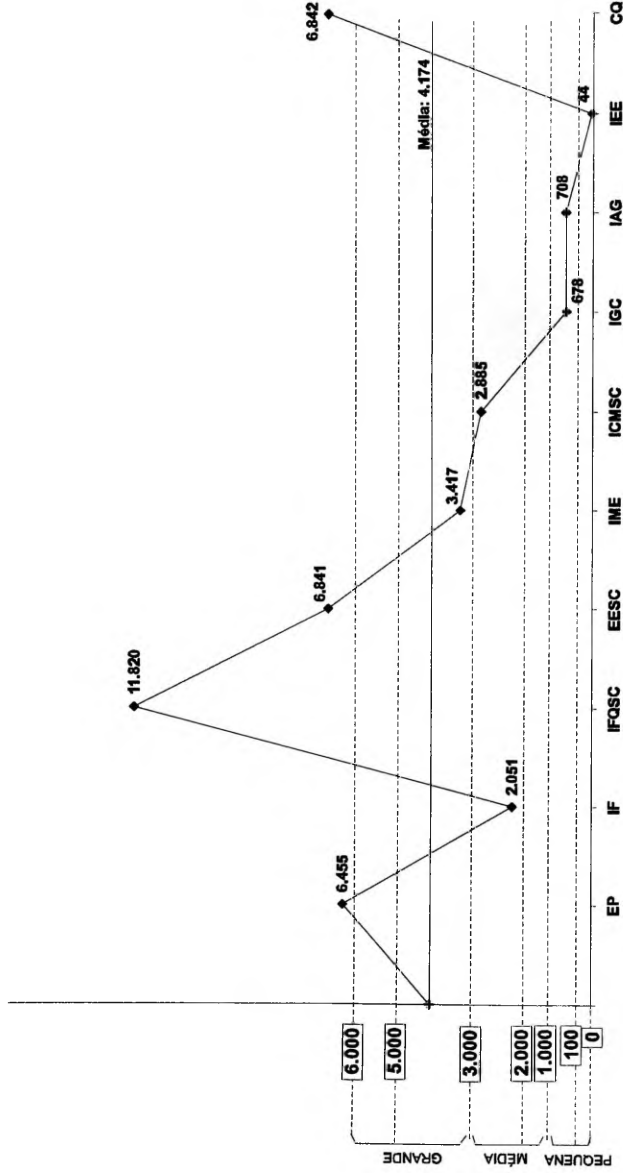 6.842
Média: 4.174
44
708
678
2.885
3.417
6.841
11.820
2.051
6.455
6.000
5.000
3.000
2.000
1.000
100
0
GRANDE
MÉDIA
PEQUENA
EP
IF
IFQSC
EESC
IME
ICMSC
IGC
IAG
IEE
CQ